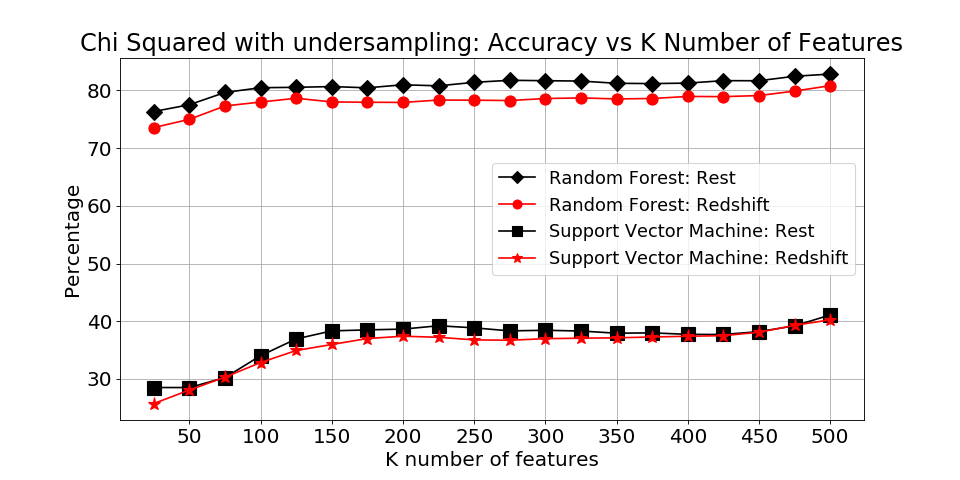 Chi Squared with undersampling: Accuracy vs K Number of Features
Percentage
80
70
60
50
40
30
Random Forest: Rest
Random Forest: Redshift
Support Vector Machine: Rest
Support Vector Machine: Redshift
50 100 150 200 250 300 350 400 450 500
K number of features